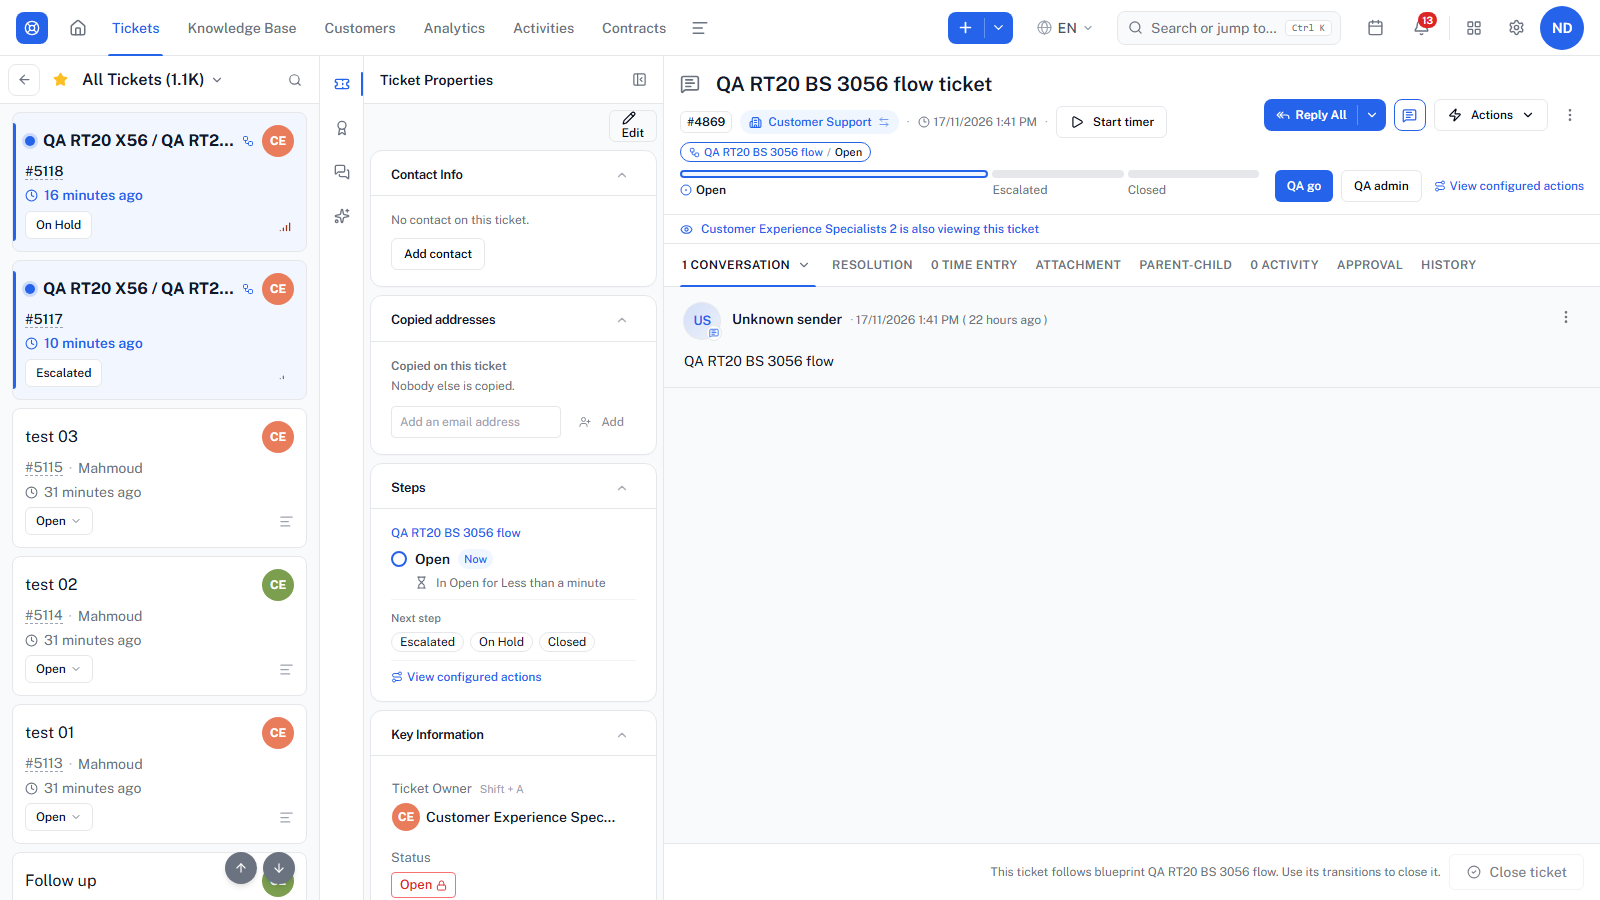 Tickets
Knowledge Base
Customers
Analytics
Activities
Contracts
EN
Search or jump to...
Ctrl K
13
ND
All Tickets (1.1K)
QA RT20 X56 / QA RT2...
CE
#5118
16 minutes ago
On Hold
QA RT20 X56 / QA RT2...
CE
#5117
10 minutes ago
Escalated
test 03
CE
#5115 · Mahmoud
31 minutes ago
Open
test 02
CE
#5114 · Mahmoud
31 minutes ago
Open
test 01
CE
#5113 · Mahmoud
31 minutes ago
Open
Follow up
Ticket Properties
Edit
Contact Info
No contact on this ticket.
Add contact
Copied addresses
Copied on this ticket
Nobody else is copied.
Add an email address
Add
Steps
QA RT20 BS 3056 flow
Open Now
In Open for Less than a minute
Next step
Escalated On Hold Closed
View configured actions
Key Information
Ticket Owner Shift + A
CE Customer Experience Spec...
Status
Open
QA RT20 BS 3056 flow ticket
#4869 Customer Support · 17/11/2026 1:41 PM · Start timer
Reply All
Actions
QA RT20 BS 3056 flow / Open
Open
Escalated
Closed
QA go
QA admin
View configured actions
Customer Experience Specialists 2 is also viewing this ticket
1 CONVERSATION RESOLUTION 0 TIME ENTRY ATTACHMENT PARENT-CHILD 0 ACTIVITY APPROVAL HISTORY
US Unknown sender · 17/11/2026 1:41 PM ( 22 hours ago )
QA RT20 BS 3056 flow
This ticket follows blueprint QA RT20 BS 3056 flow. Use its transitions to close it.
Close ticket